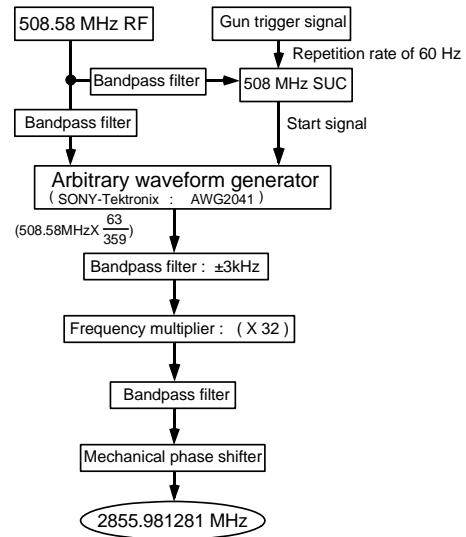 508.58 MHz RF
Gun trigger signal
Repetition rate of 60 Hz
Bandpass filter
508 MHz SUC
Bandpass filter
Start signal
Arbitrary waveform generator
( SONY-Tektronix : AWG2041 )
(508.58MHzX 63/359)
Bandpass filter : ±3kHz
Frequency multiplier : ( X 32 )
Bandpass filter
Mechanical phase shifter
2855.981281 MHz